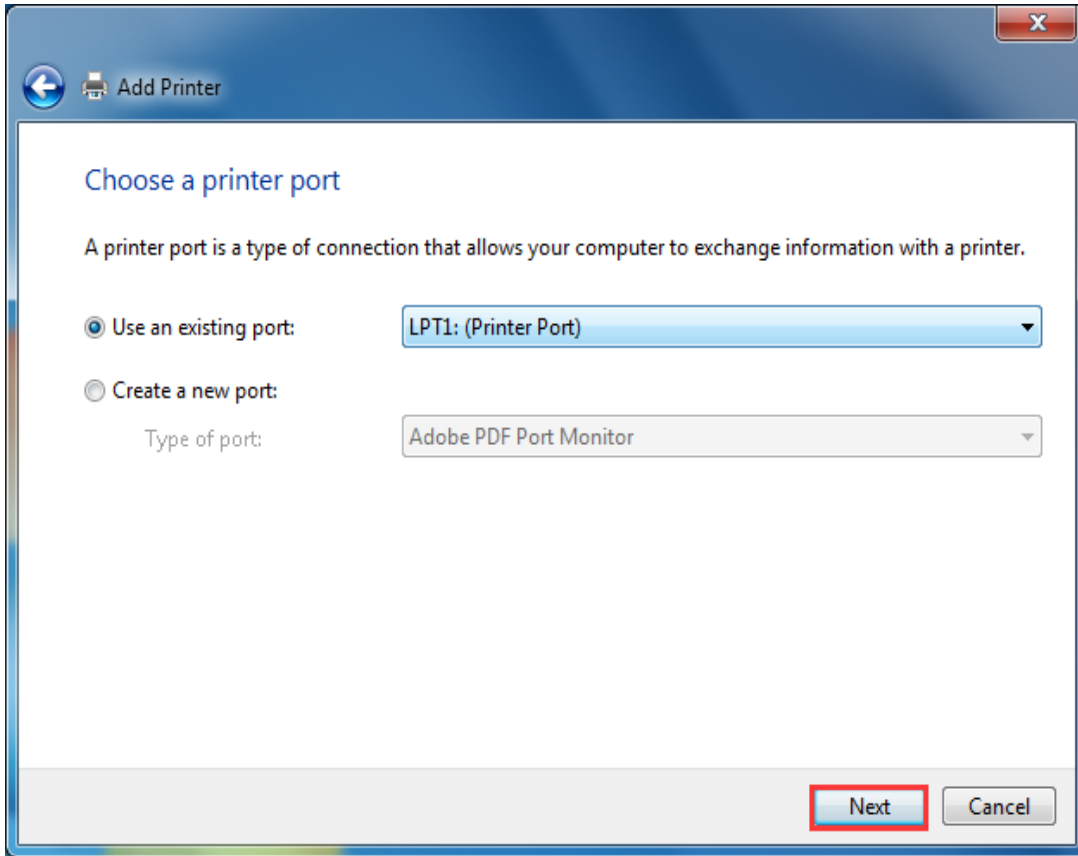 Add Printer
Choose a printer port
A printer port is a type of connection that allows your computer to exchange information with a printer.
Use an existing port: LPT1: (Printer Port)
Create a new port:
Type of port: Adobe PDF Port Monitor
Next Cancel